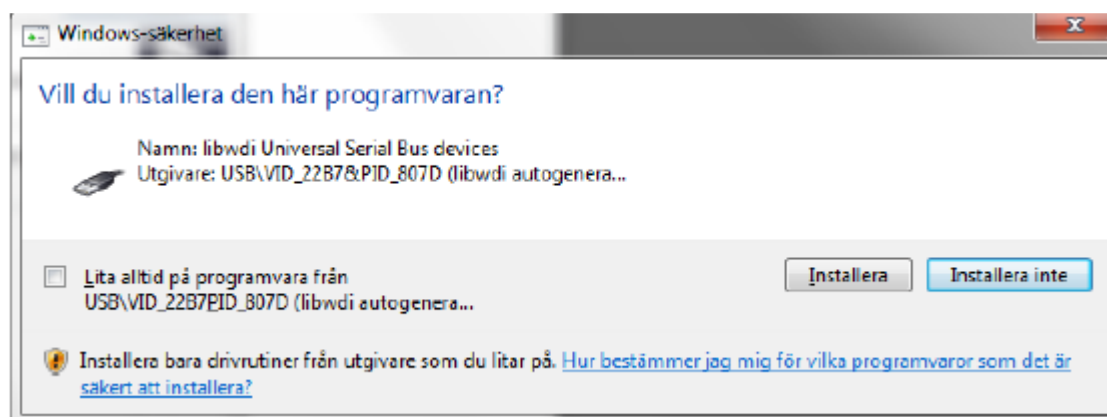 Windows-säkerhet
Vill du installera den här programvaran?
Namn: libwdi Universal Serial Bus devices
Utgivare: USB\VID_22B7&PID_807D (libwdi autogenera...
Lita alltid på programvara från
USB\VID_22B7PID_807D (libwdi autogenera...
Installera
Installera inte
Installera bara drivrutiner från utgivare som du litar på. Hur bestämmer jag mig för vilka programvaror som det är
säkert att installera?